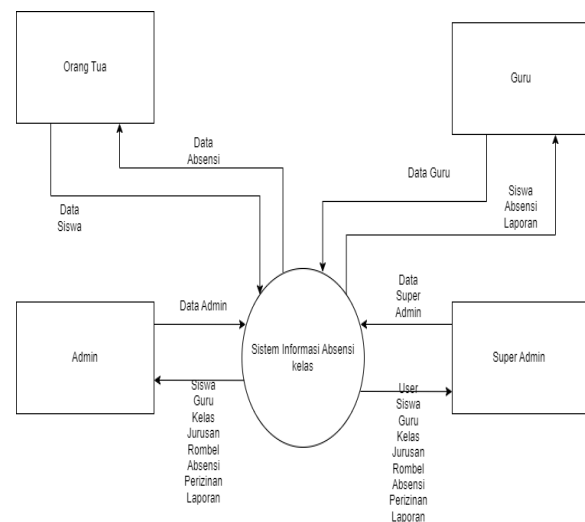 Orang Tua
Guru
Data
Absensi
Data Guru
Siswa
Absensi
Laporan
Data
Siswa
Data Admin
Data
Super
Admin
Admin
Sistem Informasi Absensi
kelas
Super Admin
Siswa
Guru
Kelas
Jurusan
Rombel
Absensi
Perizinan
Laporan
User
Siswa
Guru
Kelas
Jurusan
Rombel
Absensi
Perizinan
Laporan